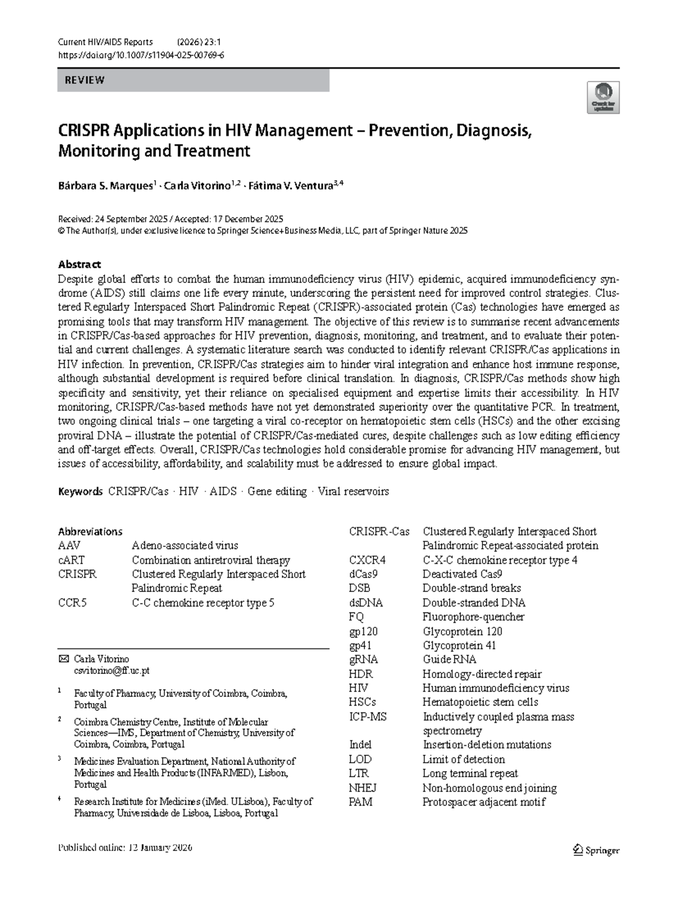 Current HIV/AIDS Reports (2026) 23:1
https://doi.org/10.1007/s11904-025-00769-6
REVIEW
Check for
updates
CRISPR Applications in HIV Management – Prevention, Diagnosis,
Monitoring and Treatment
Bárbara S. Marques1 · Carla Vitorino1,2 · Fátima V. Ventura3,4
Received: 24 September 2025 / Accepted: 17 December 2025
© The Author(s), under exclusive licence to Springer Science+Business Media, LLC, part of Springer Nature 2025
Abstract
Despite global efforts to combat the human immunodeficiency virus (HIV) epidemic, acquired immunodeficiency syn-
drome (AIDS) still claims one life every minute, underscoring the persistent need for improved control strategies. Clus-
tered Regularly Interspaced Short Palindromic Repeat (CRISPR)-associated protein (Cas) technologies have emerged as
promising tools that may transform HIV management. The objective of this review is to summarise recent advancements
in CRISPR/Cas-based approaches for HIV prevention, diagnosis, monitoring, and treatment, and to evaluate their poten-
tial and current challenges. A systematic literature search was conducted to identify relevant CRISPR/Cas applications in
HIV infection. In prevention, CRISPR/Cas strategies aim to hinder viral integration and enhance host immune response,
although substantial development is required before clinical translation. In diagnosis, CRISPR/Cas methods show high
specificity and sensitivity, yet their reliance on specialised equipment and expertise limits their accessibility. In HIV
monitoring, CRISPR/Cas-based methods have not yet demonstrated superiority over the quantitative PCR. In treatment,
two ongoing clinical trials – one targeting a viral co-receptor on hematopoietic stem cells (HSCs) and the other excising
proviral DNA – illustrate the potential of CRISPR/Cas-mediated cures, despite challenges such as low editing efficiency
and off-target effects. Overall, CRISPR/Cas technologies hold considerable promise for advancing HIV management, but
issues of accessibility, affordability, and scalability must be addressed to ensure global impact.
Keywords CRISPR/Cas · HIV · AIDS · Gene editing · Viral reservoirs
Abbreviations
AAV Adeno-associated virus
cART Combination antiretroviral therapy
CRISPR Clustered Regularly Interspaced Short
Palindromic Repeat
CCR5 C-C chemokine receptor type 5
Carla Vitorino
csvitorino@ff.uc.pt
1 Faculty of Pharmacy, University of Coimbra, Coimbra,
Portugal
2 Coimbra Chemistry Centre, Institute of Molecular
Sciences—IMS, Department of Chemistry, University of
Coimbra, Coimbra, Portugal
3 Medicines Evaluation Department, National Authority of
Medicines and Health Products (INFARMED), Lisbon,
Portugal
4 Research Institute for Medicines (iMed. ULisboa), Faculty of
Pharmacy, Universidade de Lisboa, Lisboa, Portugal
CRISPR-Cas Clustered Regularly Interspaced Short
Palindromic Repeat-associated protein
CXCR4 C-X-C chemokine receptor type 4
dCas9 Deactivated Cas9
DSB Double-strand breaks
dsDNA Double-stranded DNA
FQ Fluorophore-quencher
gp120 Glycoprotein 120
gp41 Glycoprotein 41
gRNA Guide RNA
HDR Homology-directed repair
HIV Human immunodeficiency virus
HSCs Hematopoietic stem cells
ICP-MS Inductively coupled plasma mass
spectrometry
Indel Insertion-deletion mutations
LOD Limit of detection
LTR Long terminal repeat
NHEJ Non-homologous end joining
PAM Protospacer adjacent motif
Published online: 12 January 2026
Springer